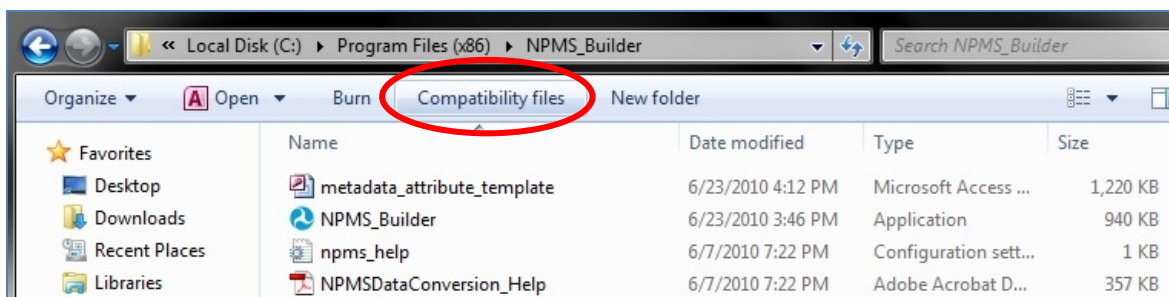 « Local Disk (C:) ▸ Program Files (x86) ▸ NPMS_Builder Search NPMS_Builder
Organize Open Burn Compatibility files New folder
Favorites Name Date modified Type Size
Desktop metadata_attribute_template 6/23/2010 4:12 PM Microsoft Access ... 1,220 KB
Downloads NPMS_Builder 6/23/2010 3:46 PM Application 940 KB
Recent Places npms_help 6/7/2010 7:22 PM Configuration sett... 1 KB
Libraries NPMSDataConversion_Help 6/7/2010 7:22 PM Adobe Acrobat D... 357 KB